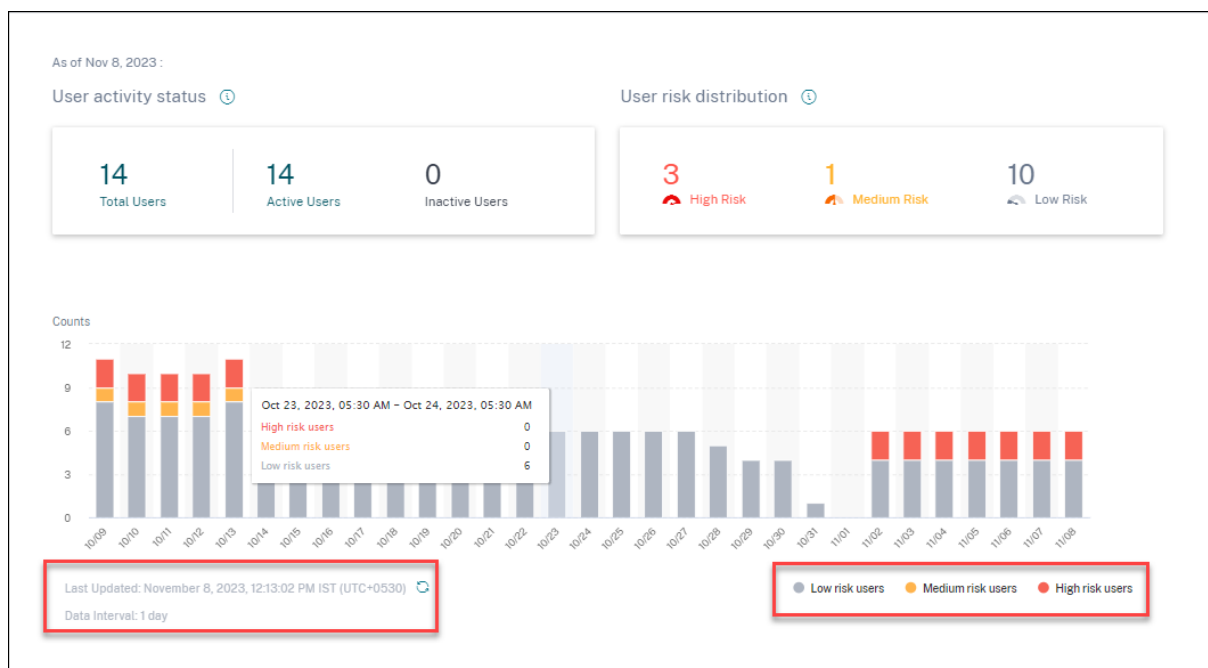 As of Nov 8, 2023 :
User activity status
User risk distribution
14
14
0
3
1
10
Total Users
Active Users
Inactive Users
High Risk
Medium Risk
Low Risk
Counts
12
9
6
3
0
Oct 23, 2023, 05:30 AM – Oct 24, 2023, 05:30 AM
High risk users 0
Medium risk users 0
Low risk users 6
10/09 10/10 10/11 10/12 10/13 10/14 10/15 10/16 10/17 10/18 10/19 10/20 10/21 10/22 10/23 10/24 10/25 10/26 10/27 10/28 10/29 10/30 10/31 11/01 11/02 11/03 11/04 11/05 11/06 11/07 11/08
Last Updated: November 8, 2023, 12:13:02 PM IST (UTC+0530)
Data Interval: 1 day
Low risk users Medium risk users High risk users